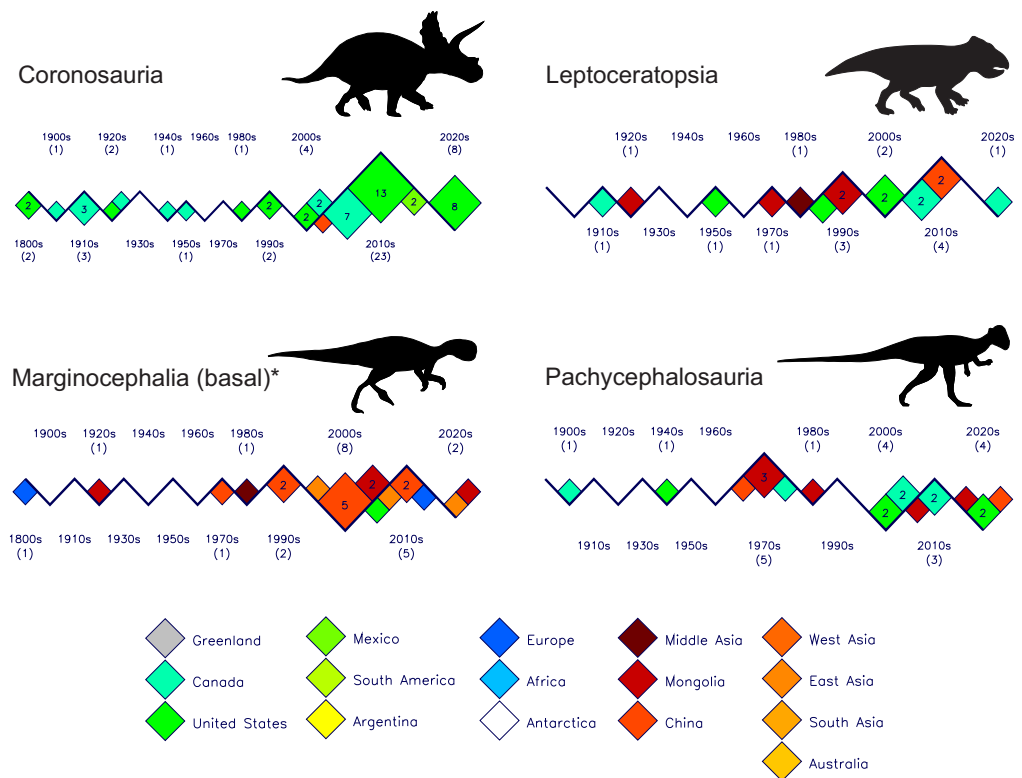 Coronosauria
1900s 1920s 1940s 1960s 1980s 2000s 2020s
(1) (2) (1) (1) (4) (8)
2 3 2 2 2 7 13 2 8
1800s 1910s 1930s 1950s 1970s 1990s 2010s
(2) (3) (1) (2) (23)
Leptoceratopsia
1920s 1940s 1960s 1980s 2000s 2020s
(1) (1) (2) (1)
2 2 2 2
1910s 1930s 1950s 1970s 1990s 2010s
(1) (1) (1) (3) (4)
Marginocephalia (basal)*
1900s 1920s 1940s 1960s 1980s 2000s 2020s
(1) (1) (8) (2)
2 5 2 2
1800s 1910s 1930s 1950s 1970s 1990s 2010s
(1) (1) (2) (5)
Pachycephalosauria
1900s 1920s 1940s 1960s 1980s 2000s 2020s
(1) (1) (1) (4) (4)
3 2 2 2 2
1910s 1930s 1950s 1970s 1990s 2010s
(5) (3)
Greenland
Canada
United States
Mexico
South America
Argentina
Europe
Africa
Antarctica
Middle Asia
Mongolia
China
West Asia
East Asia
South Asia
Australia